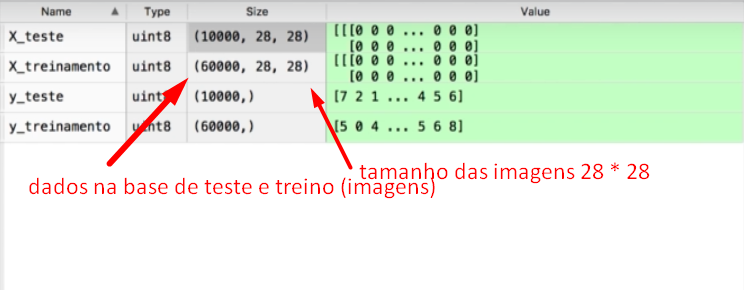 Name ▲ Type Size Value
X_teste uint8 (10000, 28, 28) [[[0 0 0 ... 0 0 0]
[0 0 0 ... 0 0 0]
X_treinamento uint8 (60000, 28, 28) [[[0 0 0 ... 0 0 0]
[0 0 0 ... 0 0 0]
y_teste uint8 (10000,) [7 2 1 ... 4 5 6]
y_treinamento uint8 (60000,) [5 0 4 ... 5 6 8]
tamanho das imagens 28 * 28
dados na base de teste e treino (imagens)